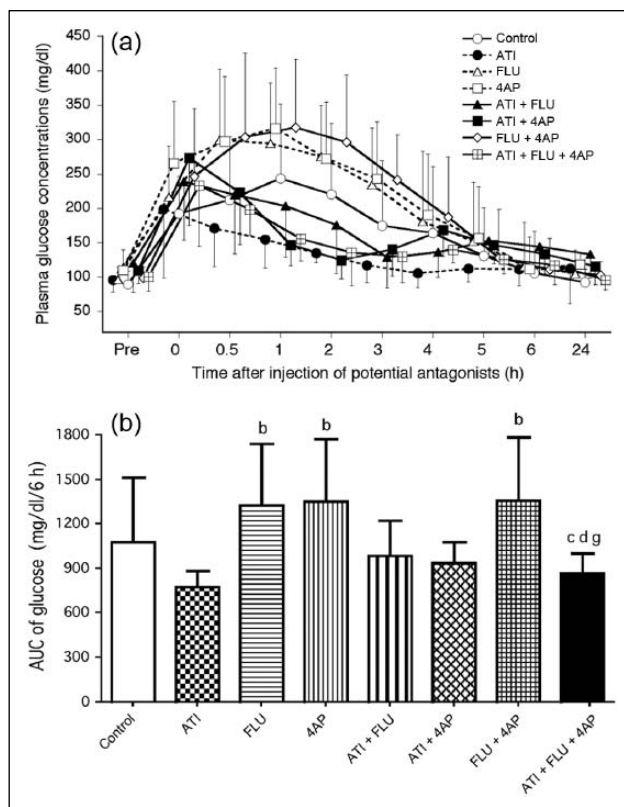 (a)
Plasma glucose concentrations (mg/dl)
450
400
350
300
250
200
150
100
50
Control
ATI
FLU
4AP
ATI + FLU
ATI + 4AP
FLU + 4AP
ATI + FLU + 4AP
Pre 0 0.5 1 2 3 4 5 6 24
Time after injection of potential antagonists (h)
(b)
AUC of glucose (mg/dl/6 h)
1800
1500
1200
900
600
300
0
b b b
c d g
Control ATI FLU 4AP ATI + FLU ATI + 4AP FLU + 4AP ATI + FLU + 4AP